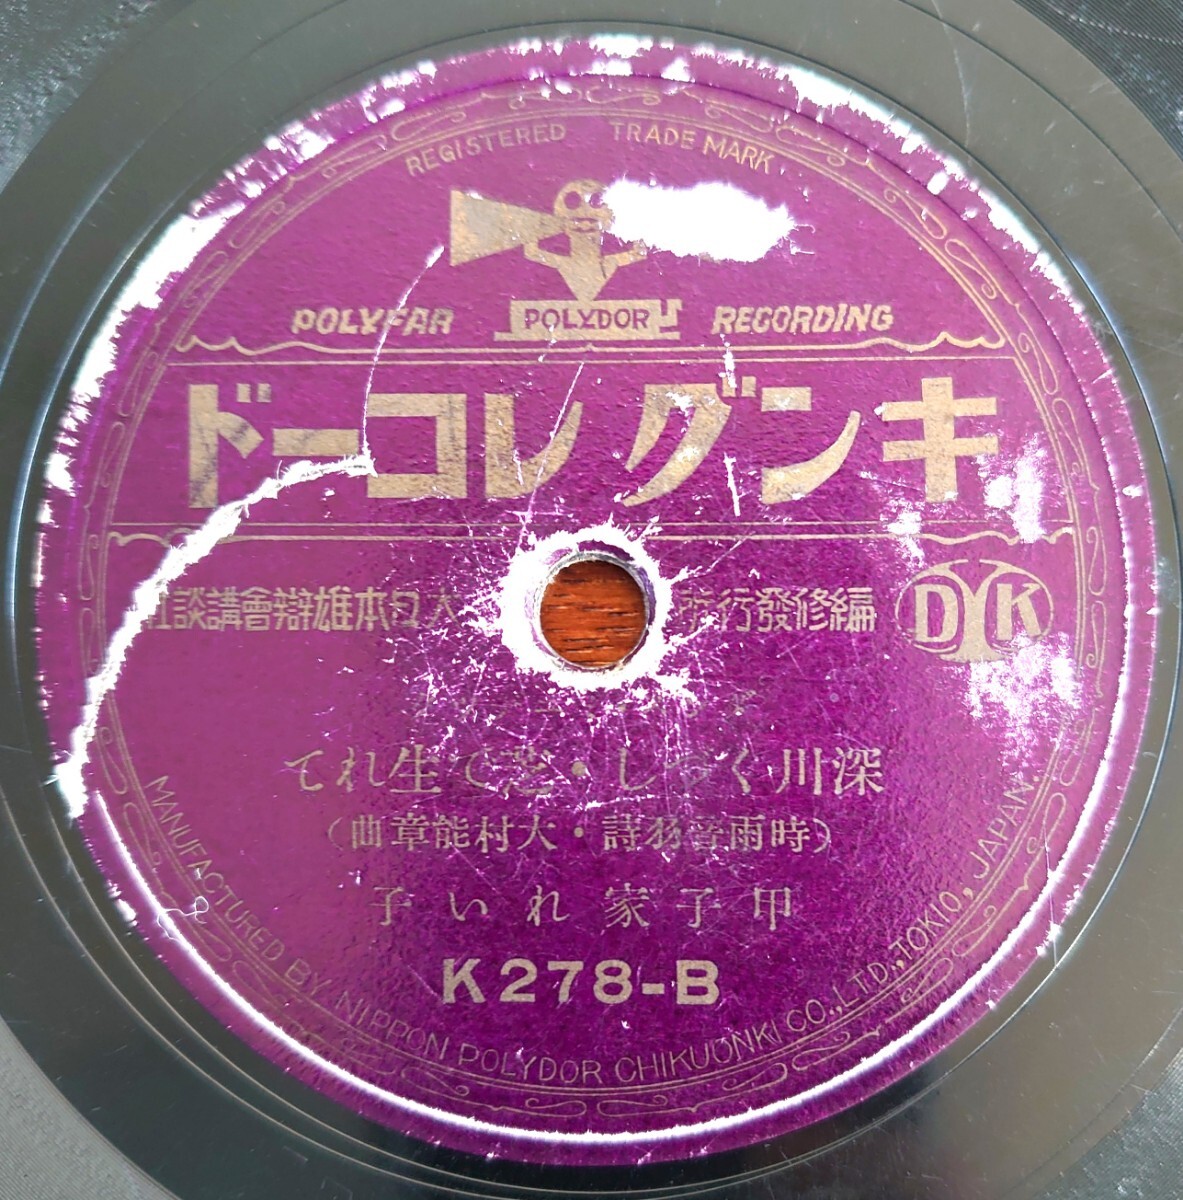 REGISTERED TRADE MARK
POLYFAR POLYDOR RECORDING
キングレコード
DYK
編修發行所 大日本雄辯會講談社
深川くづし・芝で生れて
(時雨音羽詩・大村能章曲)
甲子家れい子
K278-B
MANUFACTURED BY NIPPON POLYDOR CHIKUONKI CO., LTD., TOKIO, JAPAN.